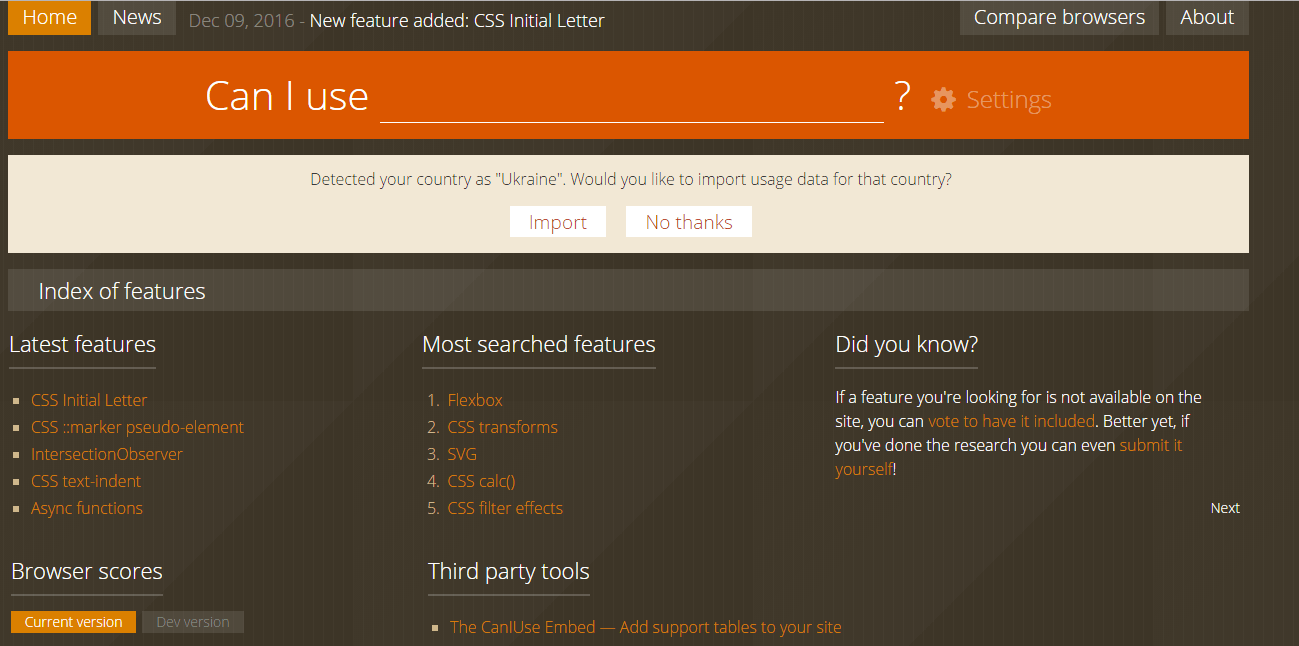 Home News Dec 09, 2016 - New feature added: CSS Initial Letter Compare browsers About
Can I use ? Settings
Detected your country as "Ukraine". Would you like to import usage data for that country?
Import No thanks
Index of features
Latest features
CSS Initial Letter
CSS ::marker pseudo-element
IntersectionObserver
CSS text-indent
Async functions
Most searched features
1. Flexbox
2. CSS transforms
3. SVG
4. CSS calc()
5. CSS filter effects
Did you know?
If a feature you're looking for is not available on the
site, you can vote to have it included. Better yet, if
you've done the research you can even submit it
yourself!
Next
Browser scores
Current version Dev version
Third party tools
The CanIUse Embed — Add support tables to your site